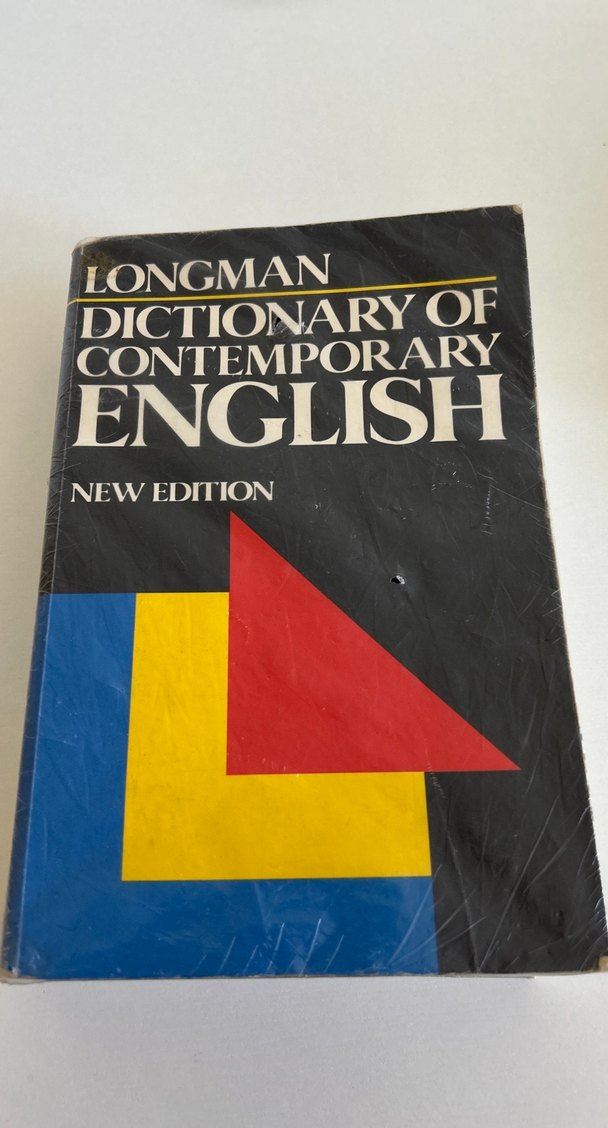 LONGMAN
DICTIONARY OF
CONTEMPORARY
ENGLISH
NEW EDITION